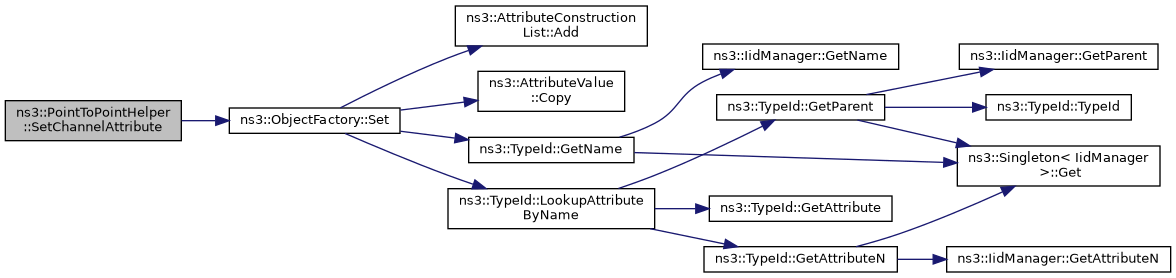 ns3::PointToPointHelper
::SetChannelAttribute
ns3::ObjectFactory::Set
ns3::AttributeConstruction
List::Add
ns3::AttributeValue
::Copy
ns3::TypeId::GetName
ns3::TypeId::LookupAttribute
ByName
ns3::IidManager::GetName
ns3::TypeId::GetParent
ns3::TypeId::GetAttribute
ns3::TypeId::GetAttributeN
ns3::IidManager::GetParent
ns3::TypeId::TypeId
ns3::Singleton< IidManager
>::Get
ns3::IidManager::GetAttributeN